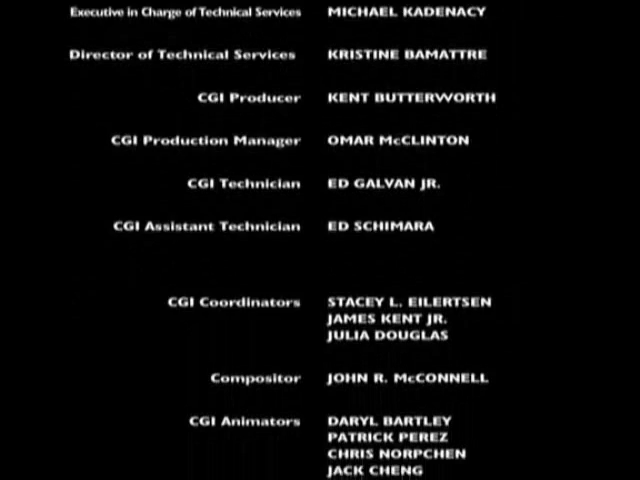 Executive in Charge of Technical Services MICHAEL KADENACY
Director of Technical Services KRISTINE BAMATTRE
CGI Producer KENT BUTTERWORTH
CGI Production Manager OMAR McCLINTON
CGI Technician ED GALVAN JR.
CGI Assistant Technician ED SCHIMARA
CGI Coordinators STACEY L. EILERTSEN
JAMES KENT JR.
JULIA DOUGLAS
Compositor JOHN R. McCONNELL
CGI Animators DARYL BARTLEY
PATRICK PEREZ
CHRIS NORPCHEN
JACK CHENG